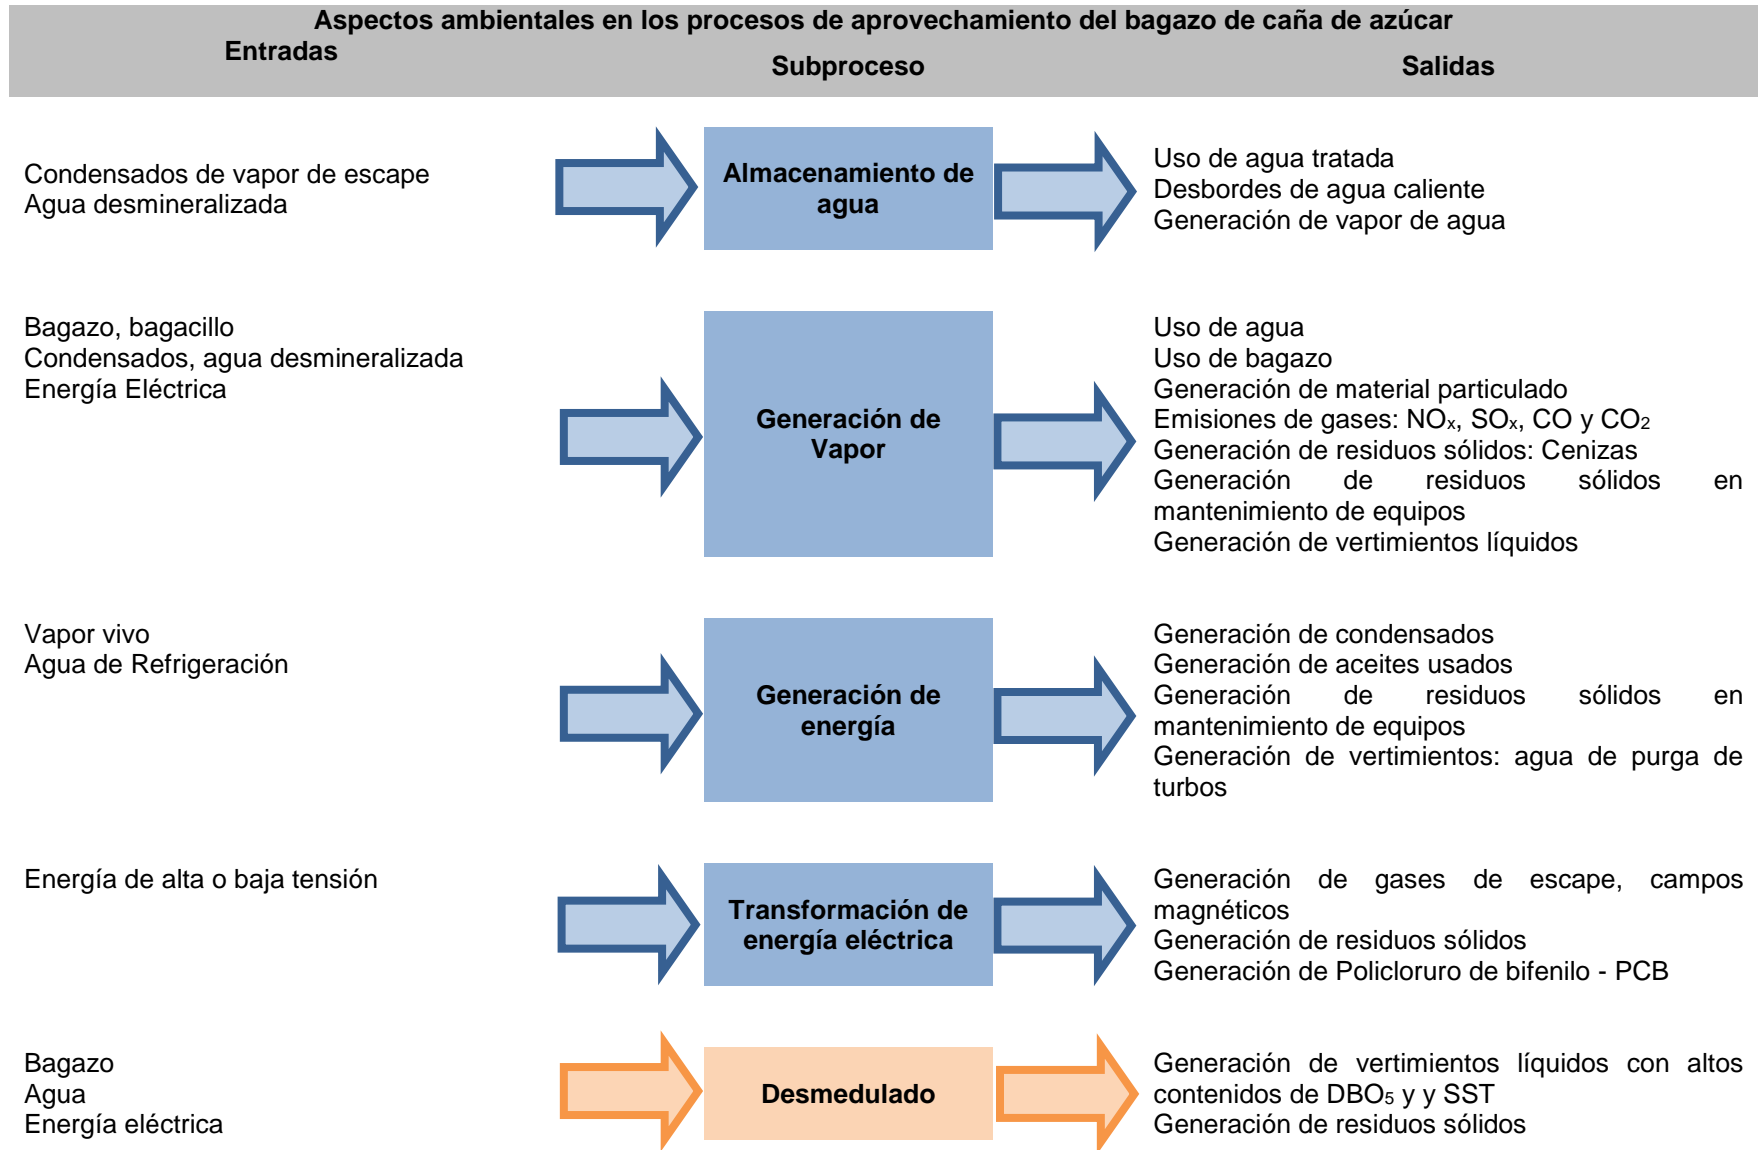 Aspectos ambientales en los procesos de aprovechamiento del bagazo de caña de azúcar
Entradas
Subproceso
Salidas
Condensados de vapor de escape
Agua desmineralizada
Almacenamiento de
agua
Uso de agua tratada
Desbordes de agua caliente
Generación de vapor de agua
Bagazo, bagacillo
Condensados, agua desmineralizada
Energía Eléctrica
Generación de
Vapor
Uso de agua
Uso de bagazo
Generación de material particulado
Emisiones de gases: NOₓ, SOₓ, CO y CO₂
Generación de residuos sólidos: Cenizas
Generación de residuos sólidos en
mantenimiento de equipos
Generación de vertimientos líquidos
Vapor vivo
Agua de Refrigeración
Generación de
energía
Generación de condensados
Generación de aceites usados
Generación de residuos sólidos en
mantenimiento de equipos
Generación de vertimientos: agua de purga de
turbos
Energía de alta o baja tensión
Transformación de
energía eléctrica
Generación de gases de escape, campos
magnéticos
Generación de residuos sólidos
Generación de Policloruro de bifenilo - PCB
Bagazo
Agua
Energía eléctrica
Desmedulado
Generación de vertimientos líquidos con altos
contenidos de DBO₅ y y SST
Generación de residuos sólidos